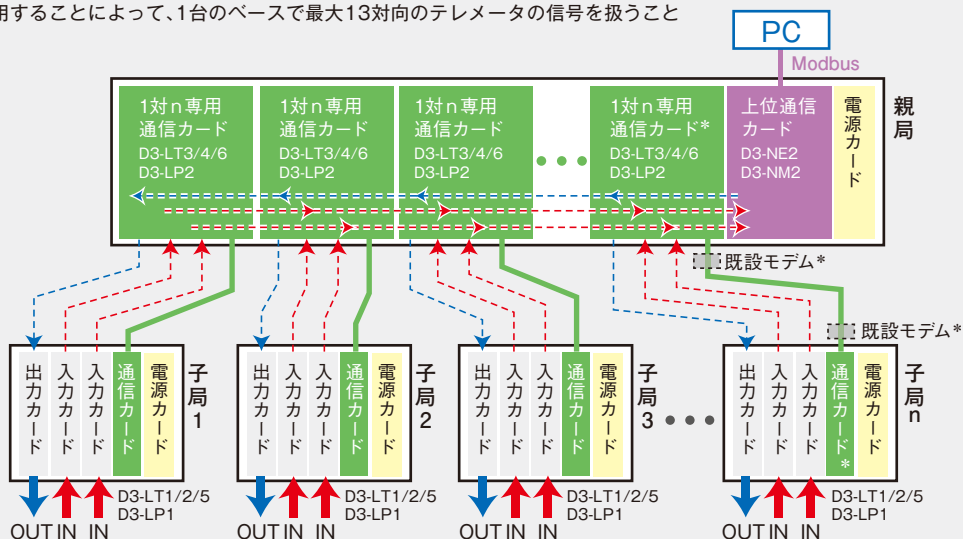 用することによって、1台のベースで最大13対向のテレメータの信号を扱うこと
PC
Modbus
1対n専用
通信カード
D3-LT3/4/6
D3-LP2
1対n専用
通信カード
D3-LT3/4/6
D3-LP2
1対n専用
通信カード
D3-LT3/4/6
D3-LP2
1対n専用
通信カード*
D3-LT3/4/6
D3-LP2
上位通信
カード
D3-NE2
D3-NM2
電源カード
親局
既設モデム*
既設モデム*
出力カード
入力カード
入力カード
通信カード
電源カード
子局1
D3-LT1/2/5
D3-LP1
OUT IN IN
出力カード
入力カード
入力カード
通信カード
電源カード
子局2
D3-LT1/2/5
D3-LP1
OUT IN IN
出力カード
入力カード
入力カード
通信カード
電源カード
子局3
D3-LT1/2/5
D3-LP1
OUT IN IN
出力カード
入力カード
入力カード
通信カード*
電源カード
子局n
D3-LT1/2/5
D3-LP1
OUT IN IN